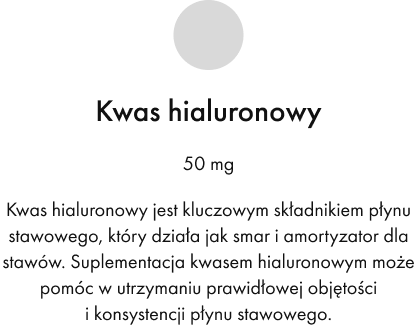 Kwas hialuronowy
50 mg
Kwas hialuronowy jest kluczowym składnikiem płynu
stawowego, który działa jak smar i amortyzator dla
stawów. Suplementacja kwasem hialuronowym może
pomóc w utrzymaniu prawidłowej objętości
i konsystencji płynu stawowego.